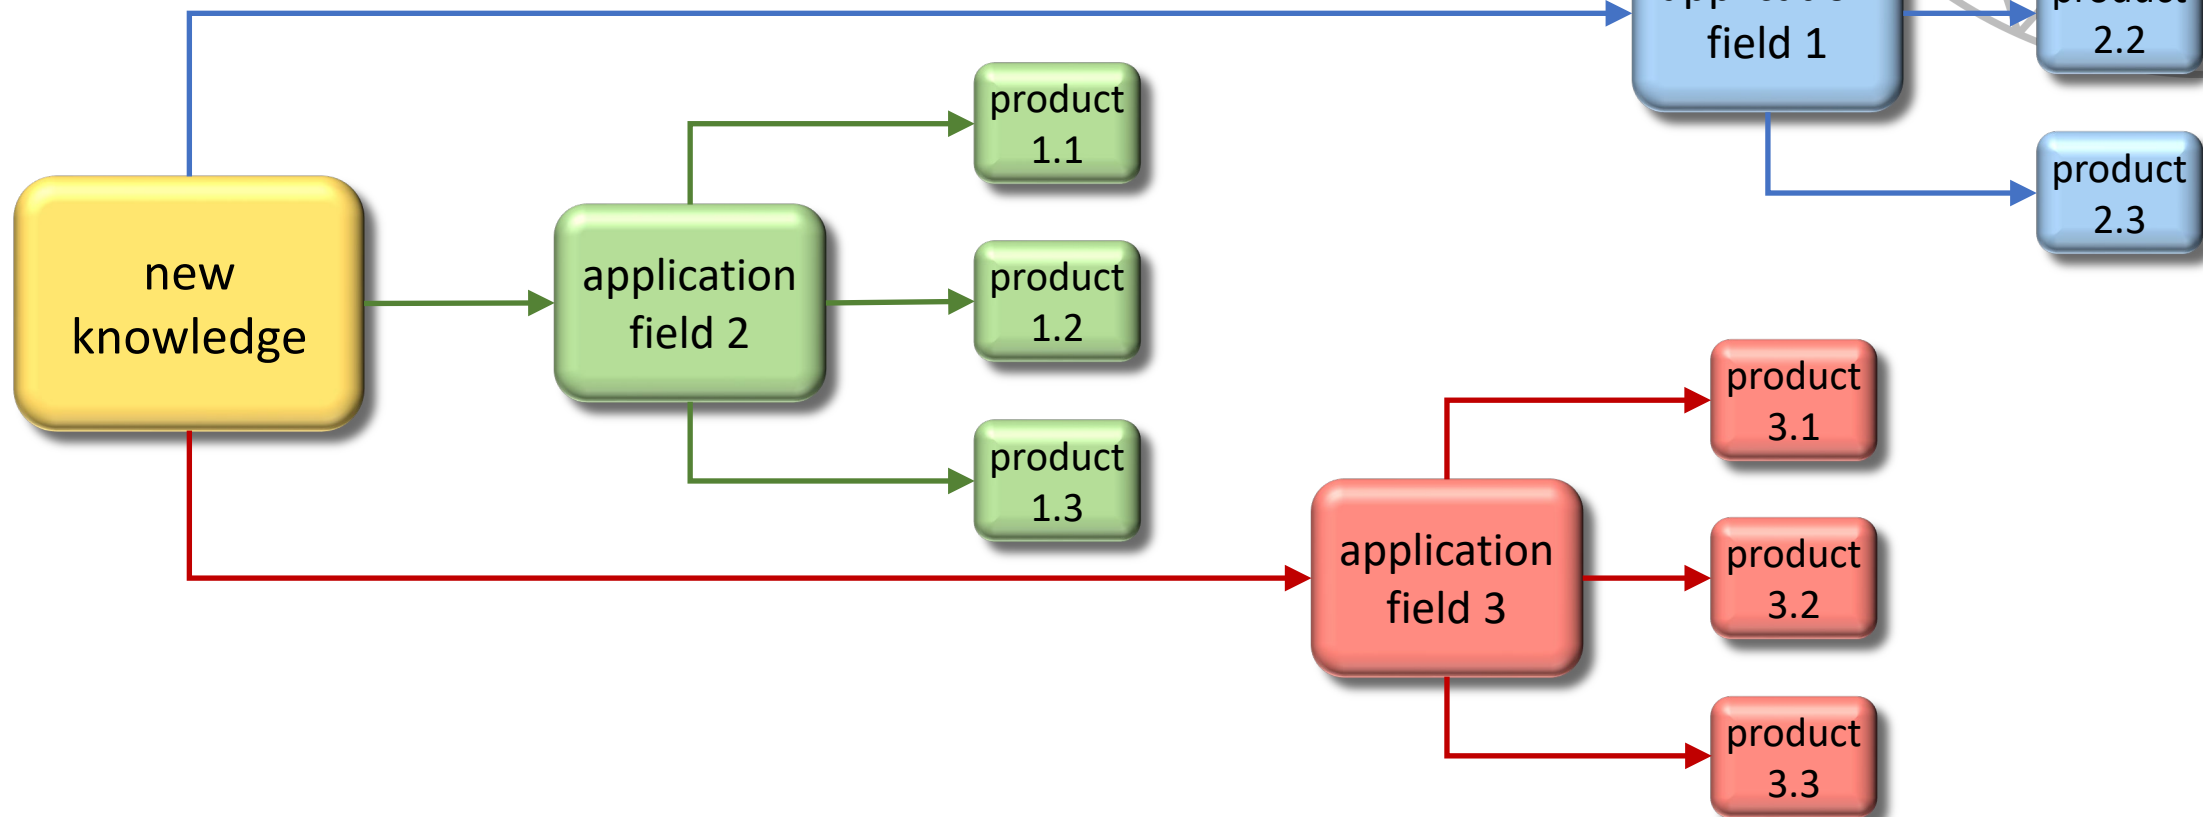 field 1
2.2
product
1.1
product
2.3
new
knowledge
application
field 2
product
1.2
product
1.3
product
3.1
application
field 3
product
3.2
product
3.3